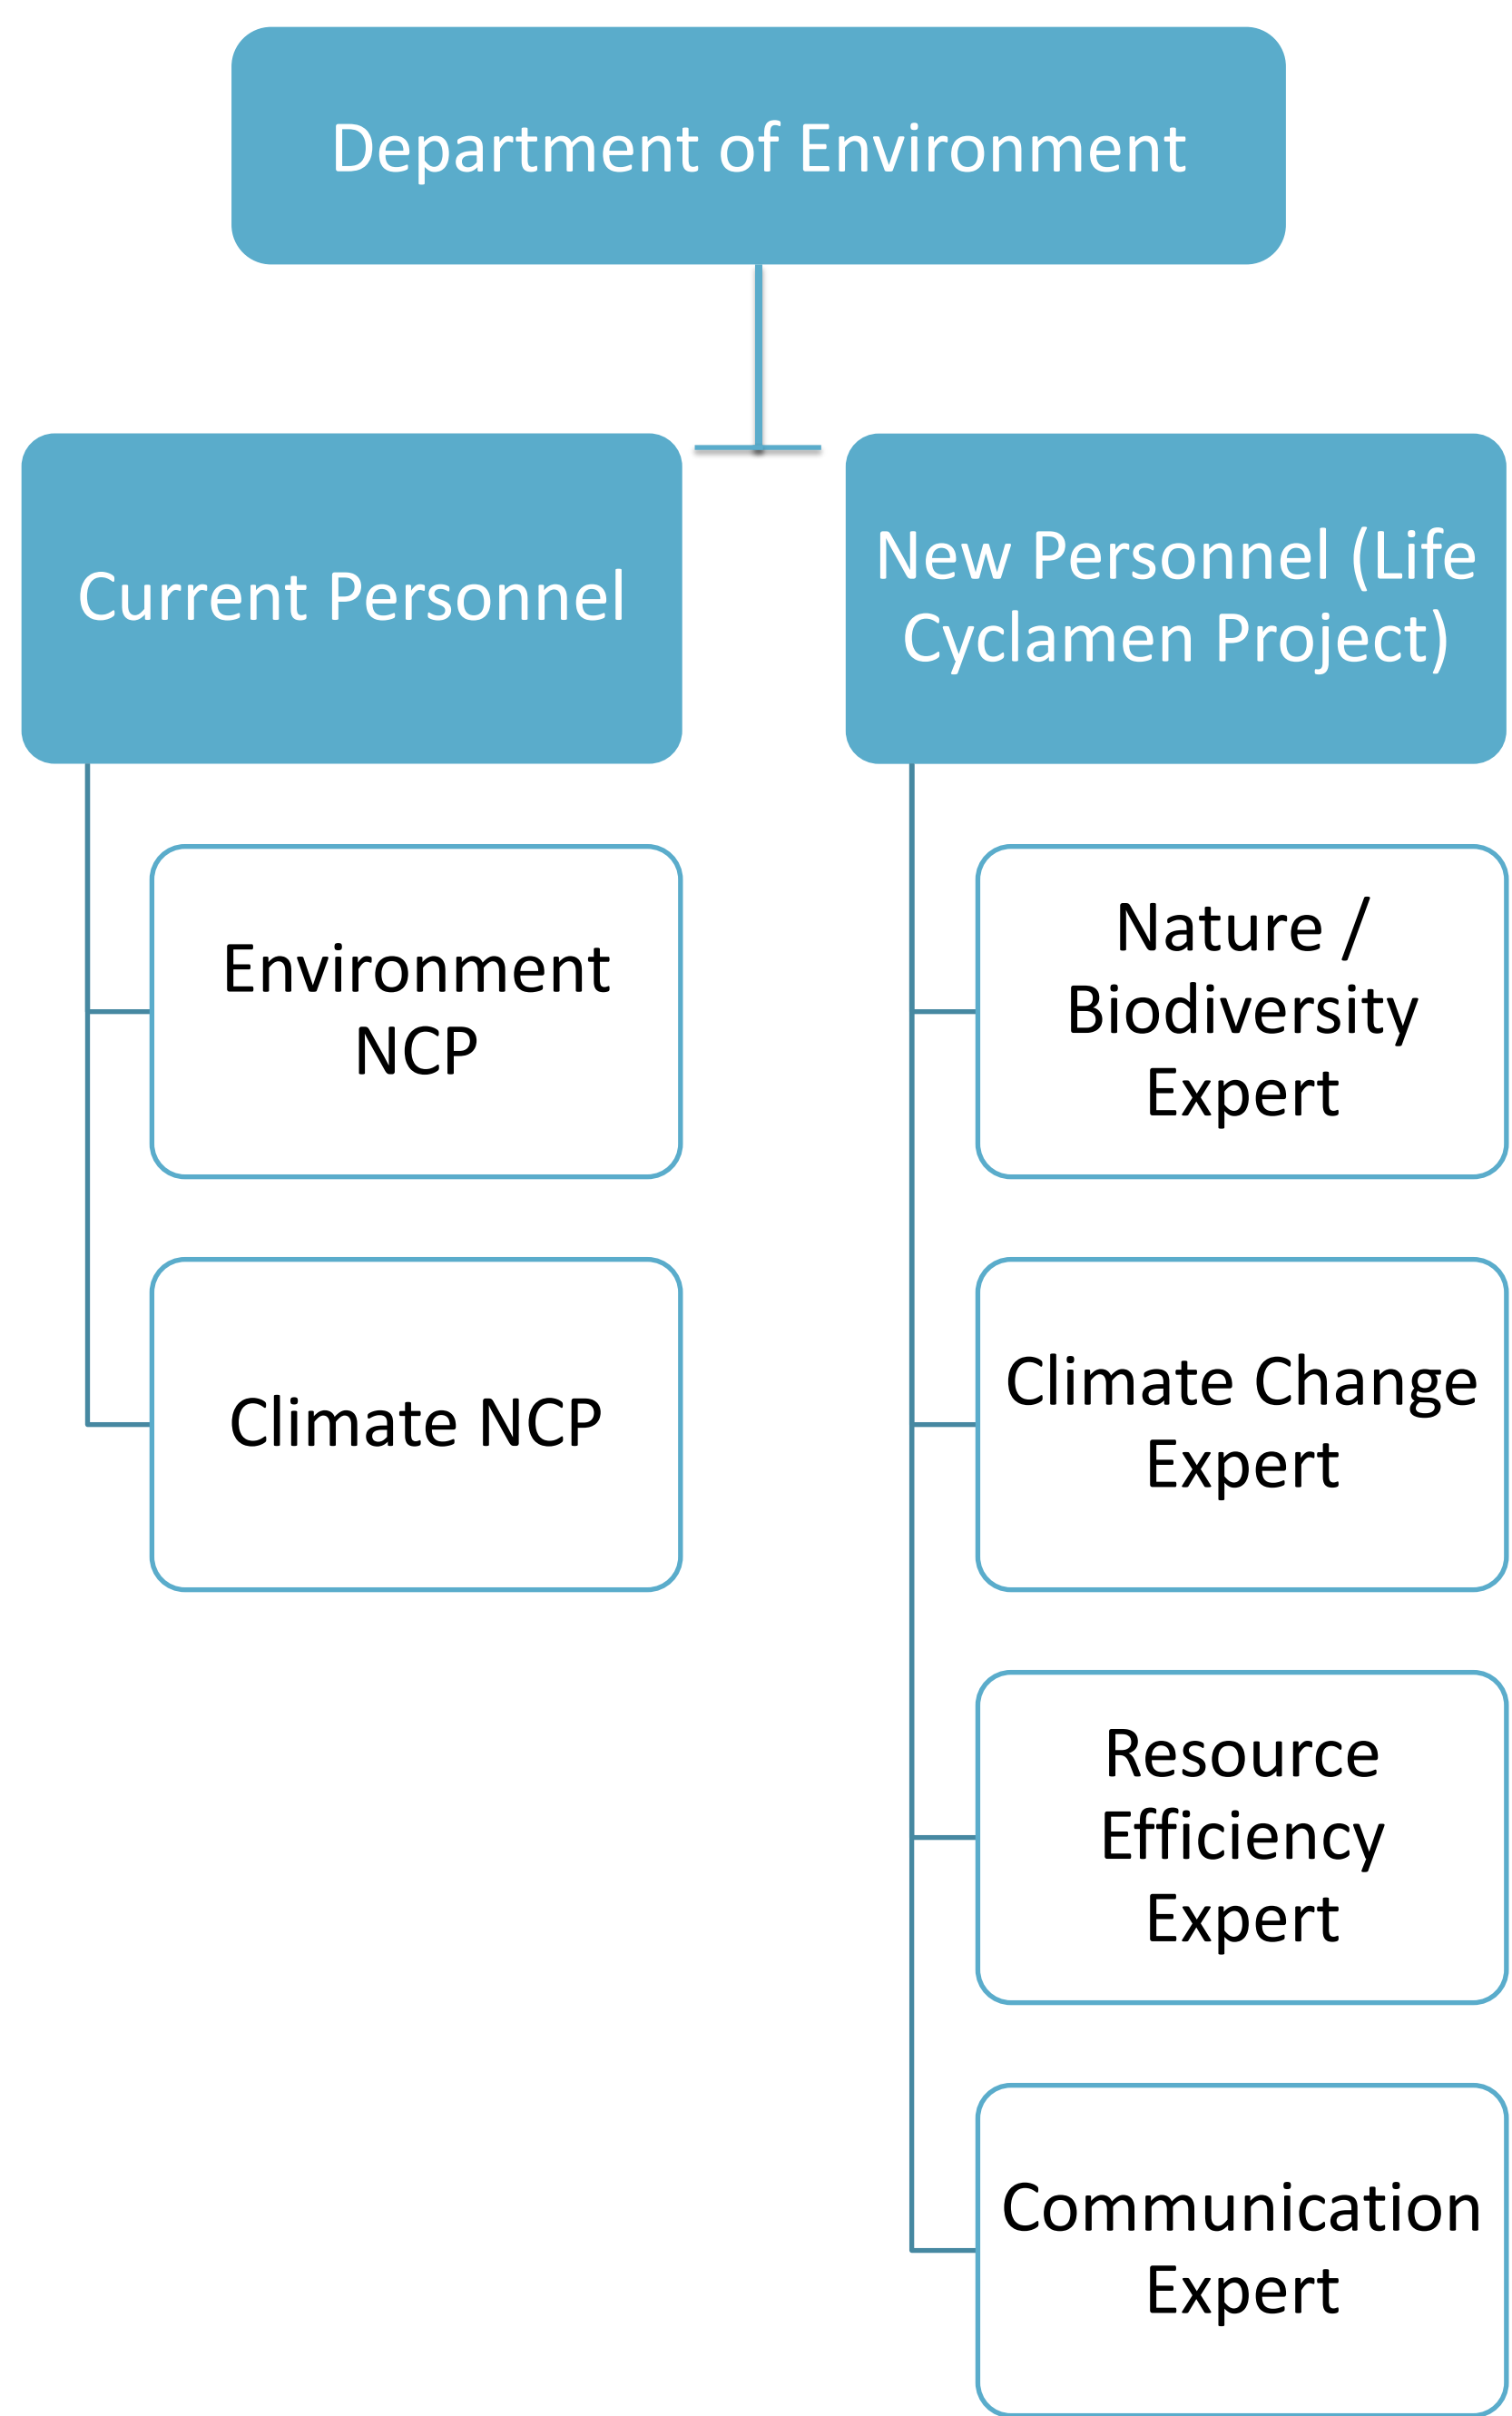 Department of Environment
Current Personnel
New Personnel (Life
Cyclamen Project)
Environment
NCP
Climate NCP
Nature /
Biodiversity
Expert
Climate Change
Expert
Resource
Efficiency
Expert
Communication
Expert